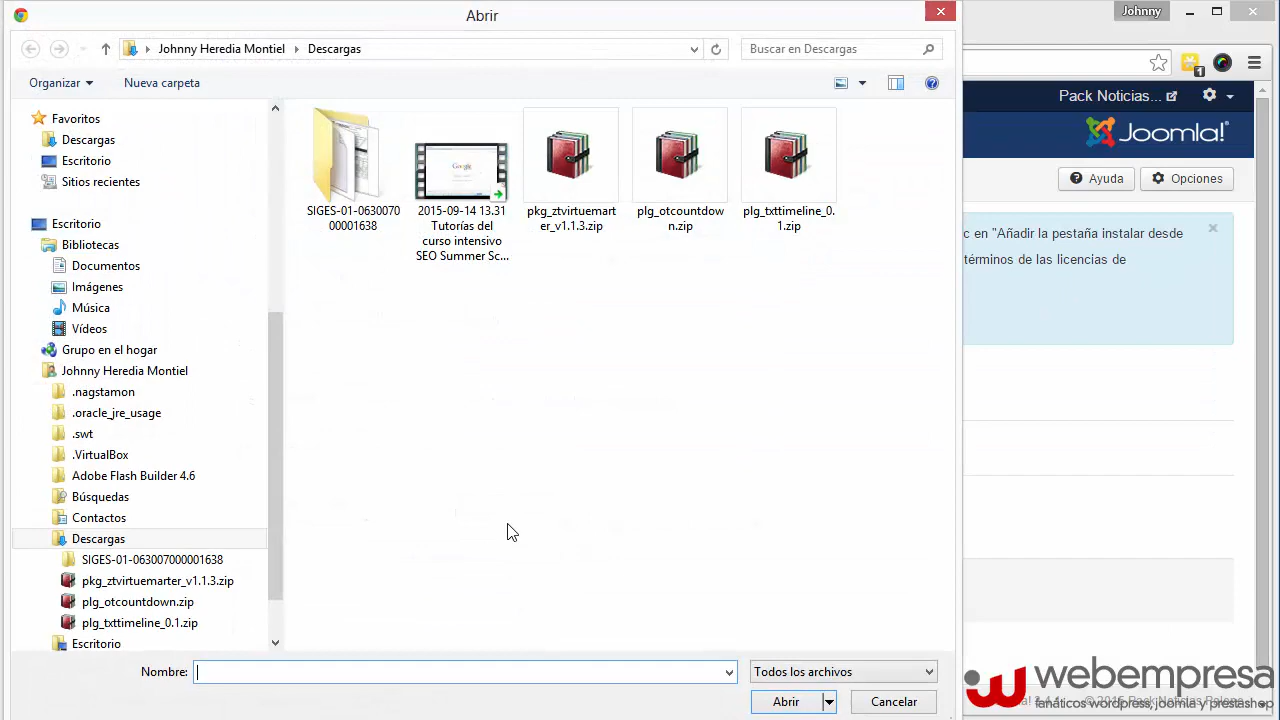 Abrir
Johnny
Johnny Heredia Montiel
Descargas
Buscar en Descargas
1
Organizar
Nueva carpeta
Pack Noticias...
Joomla!
Favoritos
Descargas
Escritorio
Sitios recientes
Escritorio
Bibliotecas
Documentos
Imágenes
Música
Vídeos
Grupo en el hogar
Johnny Heredia Montiel
.nagstamon
.oracle_jre_usage
.swt
.VirtualBox
Adobe Flash Builder 4.6
Búsquedas
Contactos
Descargas
SIGES-01-063007000001638
pkg_ztvirtuemarter_v1.1.3.zip
plg_otcountdown.zip
plg_txttimeline_0.1.zip
Escritorio
SIGES-01-0630070
00001638
Google
2015-09-14 13.31
Tutorías del
curso intensivo
SEO Summer Sc...
pkg_ztvirtuemart
er_v1.1.3.zip
plg_otcountdow
n.zip
plg_txttimeline_0.
1.zip
Ayuda
Opciones
c en "Añadir la pestaña instalar desde
términos de las licencias de
Nombre:
Todos los archivos
Abrir
Cancelar
webempresa
fanáticos wordpress, joomla y prestashop